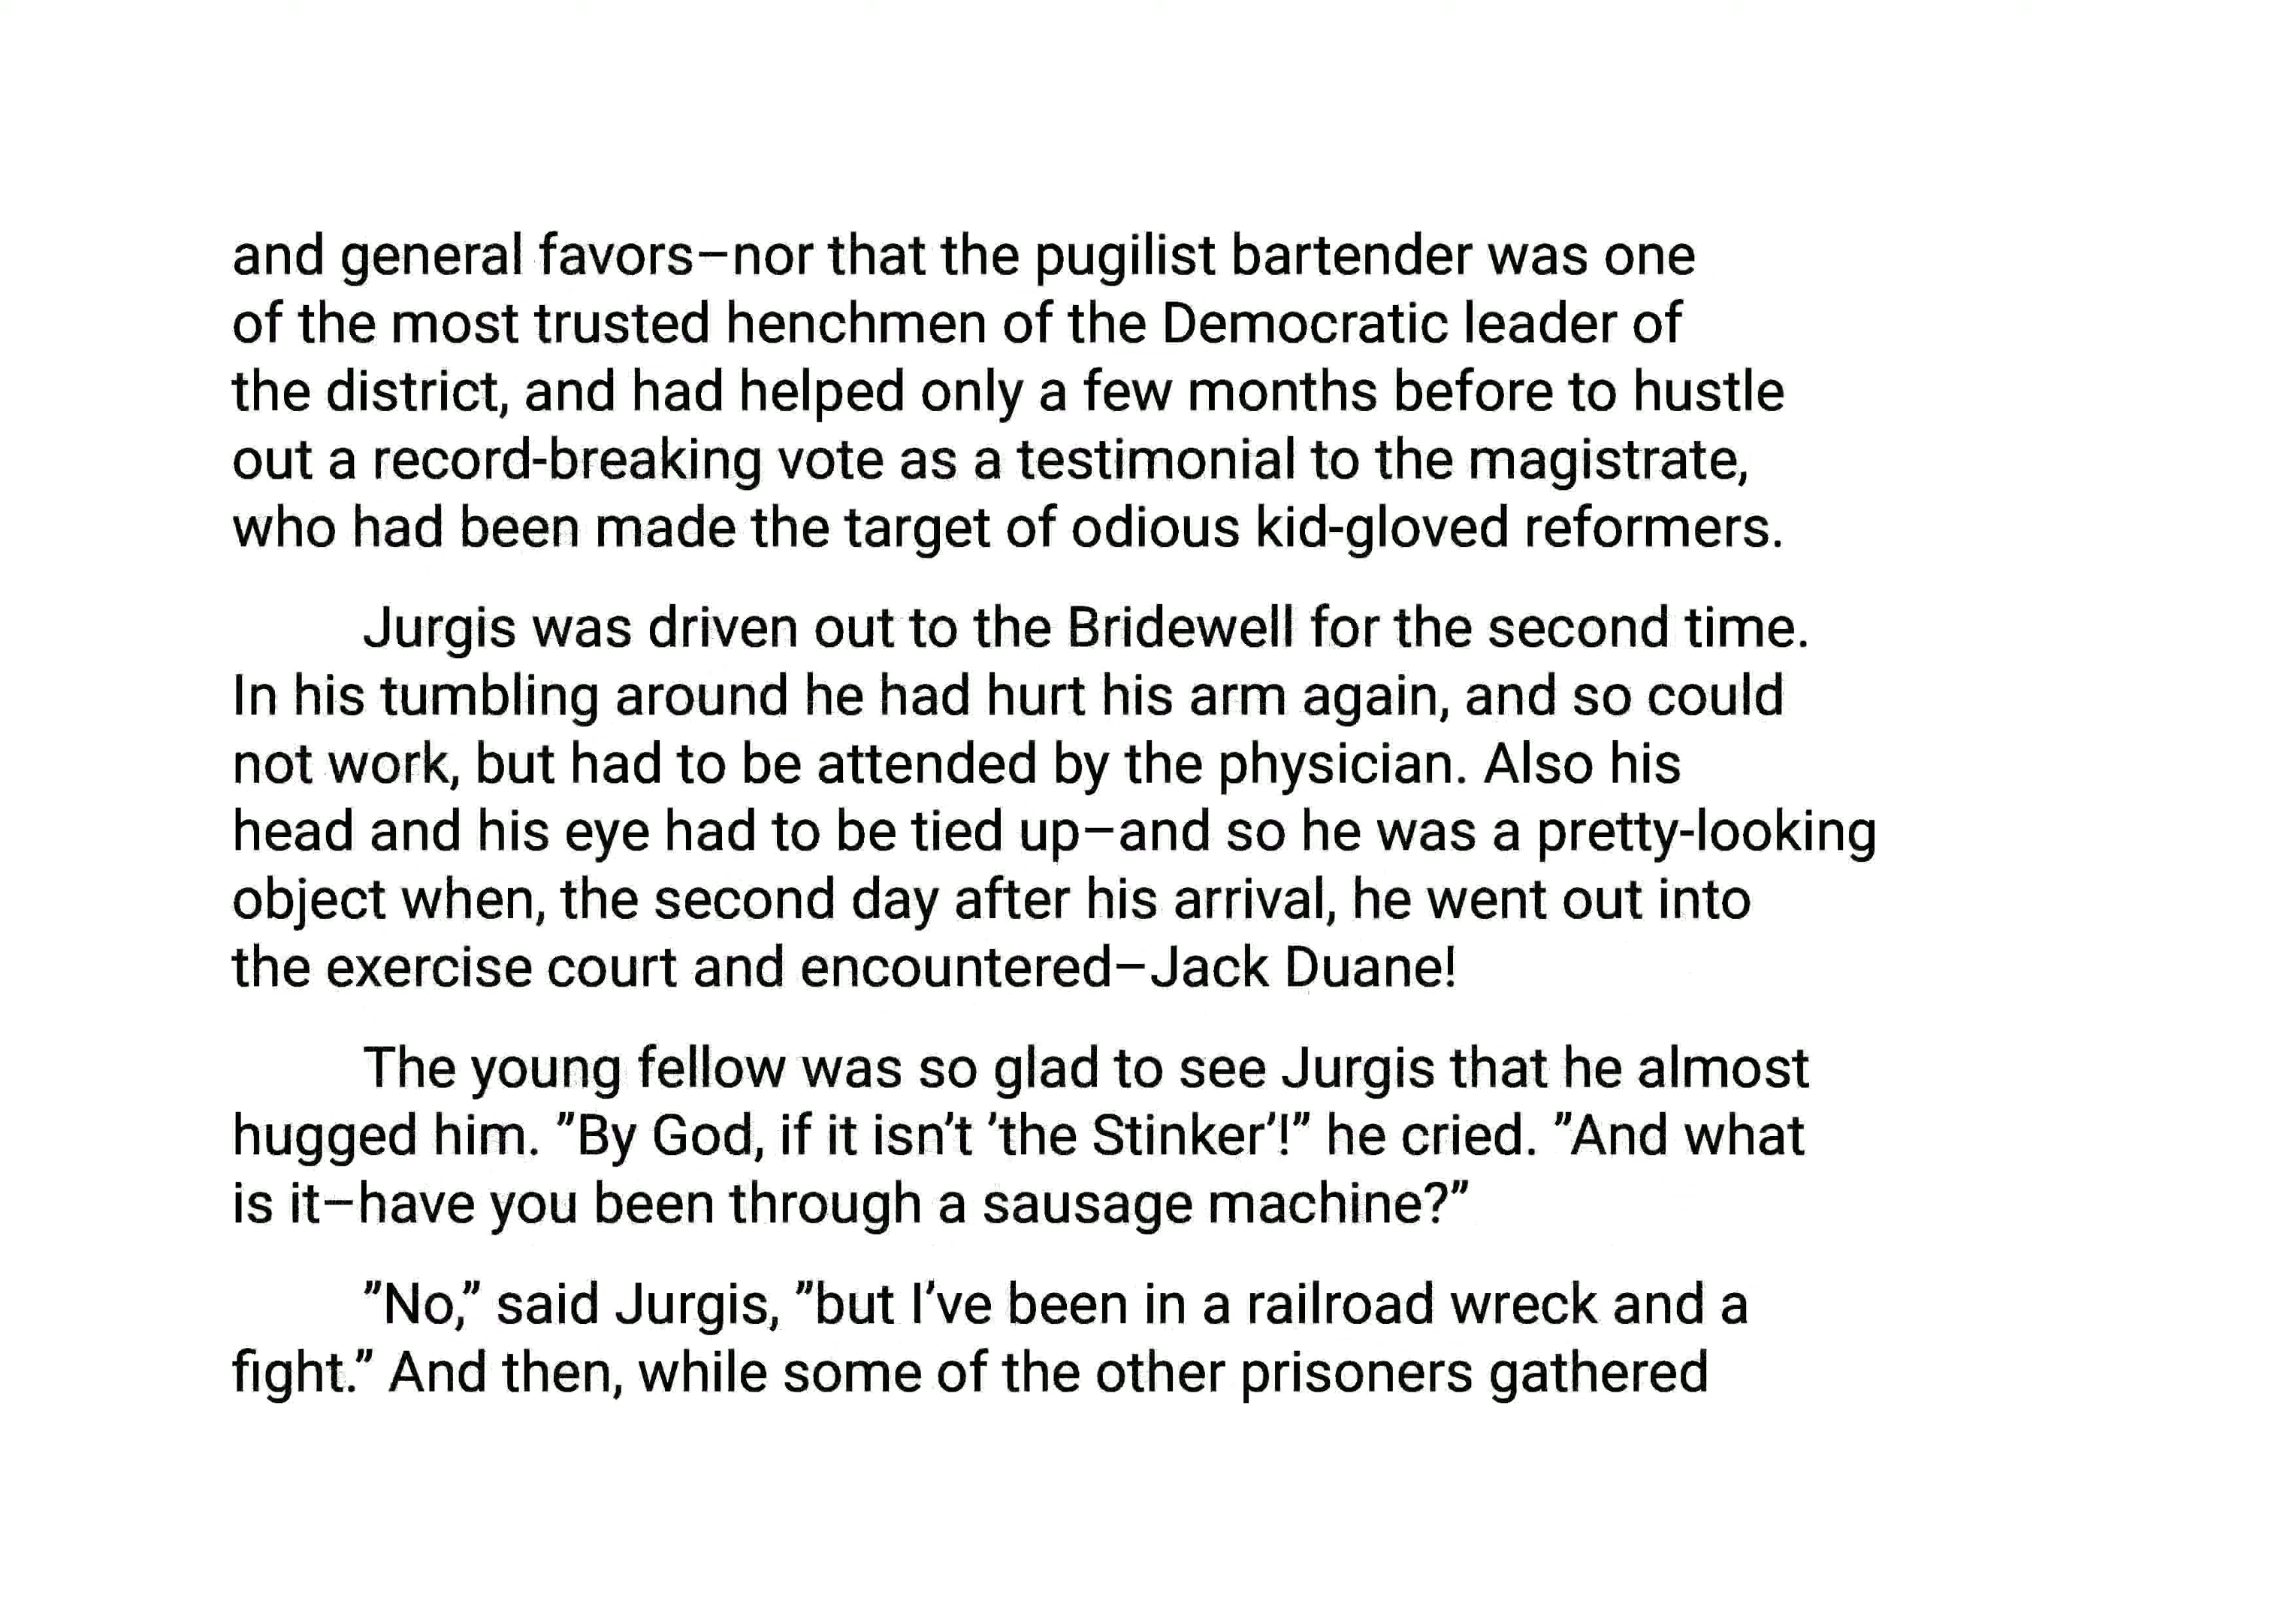 and general favors–nor that the pugilist bartender was one
of the most trusted henchmen of the Democratic leader of
the district, and had helped only a few months before to hustle
out a record-breaking vote as a testimonial to the magistrate,
who had been made the target of odious kid-gloved reformers.
Jurgis was driven out to the Bridewell for the second time.
In his tumbling around he had hurt his arm again, and so could
not work, but had to be attended by the physician. Also his
head and his eye had to be tied up–and so he was a pretty-looking
object when, the second day after his arrival, he went out into
the exercise court and encountered–Jack Duane!
The young fellow was so glad to see Jurgis that he almost
hugged him. ”By God, if it isn’t ’the Stinker’!” he cried. ”And what
is it–have you been through a sausage machine?”
”No,” said Jurgis, ”but I’ve been in a railroad wreck and a
fight.” And then, while some of the other prisoners gathered